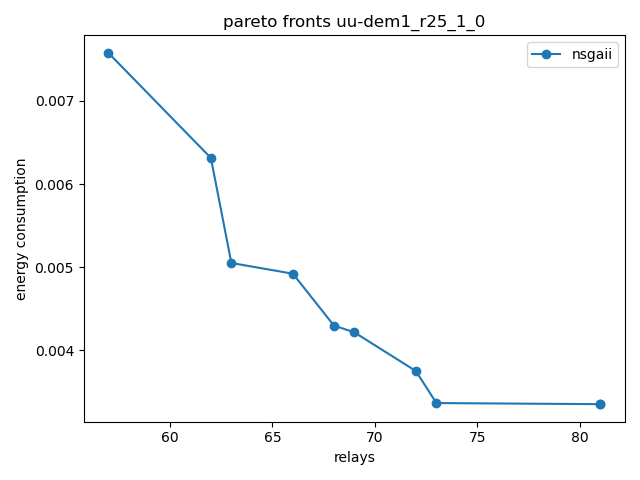 pareto fronts uu-dem1_r25_1_0
nsgaii
0.007
0.006
0.005
0.004
energy consumption
60
65
70
75
80
relays